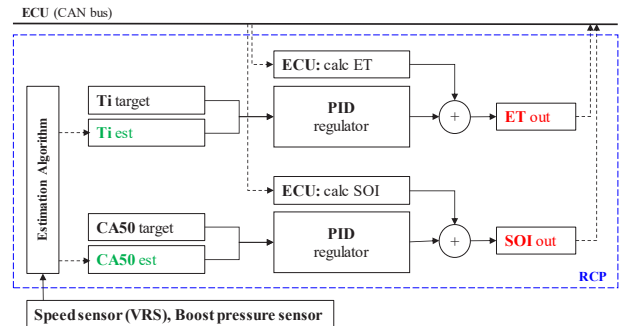 ECU (CAN bus)
ECU: calc ET
Ti target
Ti est
PID
regulator
+
ET out
Estimation Algorithm
ECU: calc SOI
CA50 target
CA50 est
PID
regulator
+
SOI out
RCP
Speed sensor (VRS), Boost pressure sensor